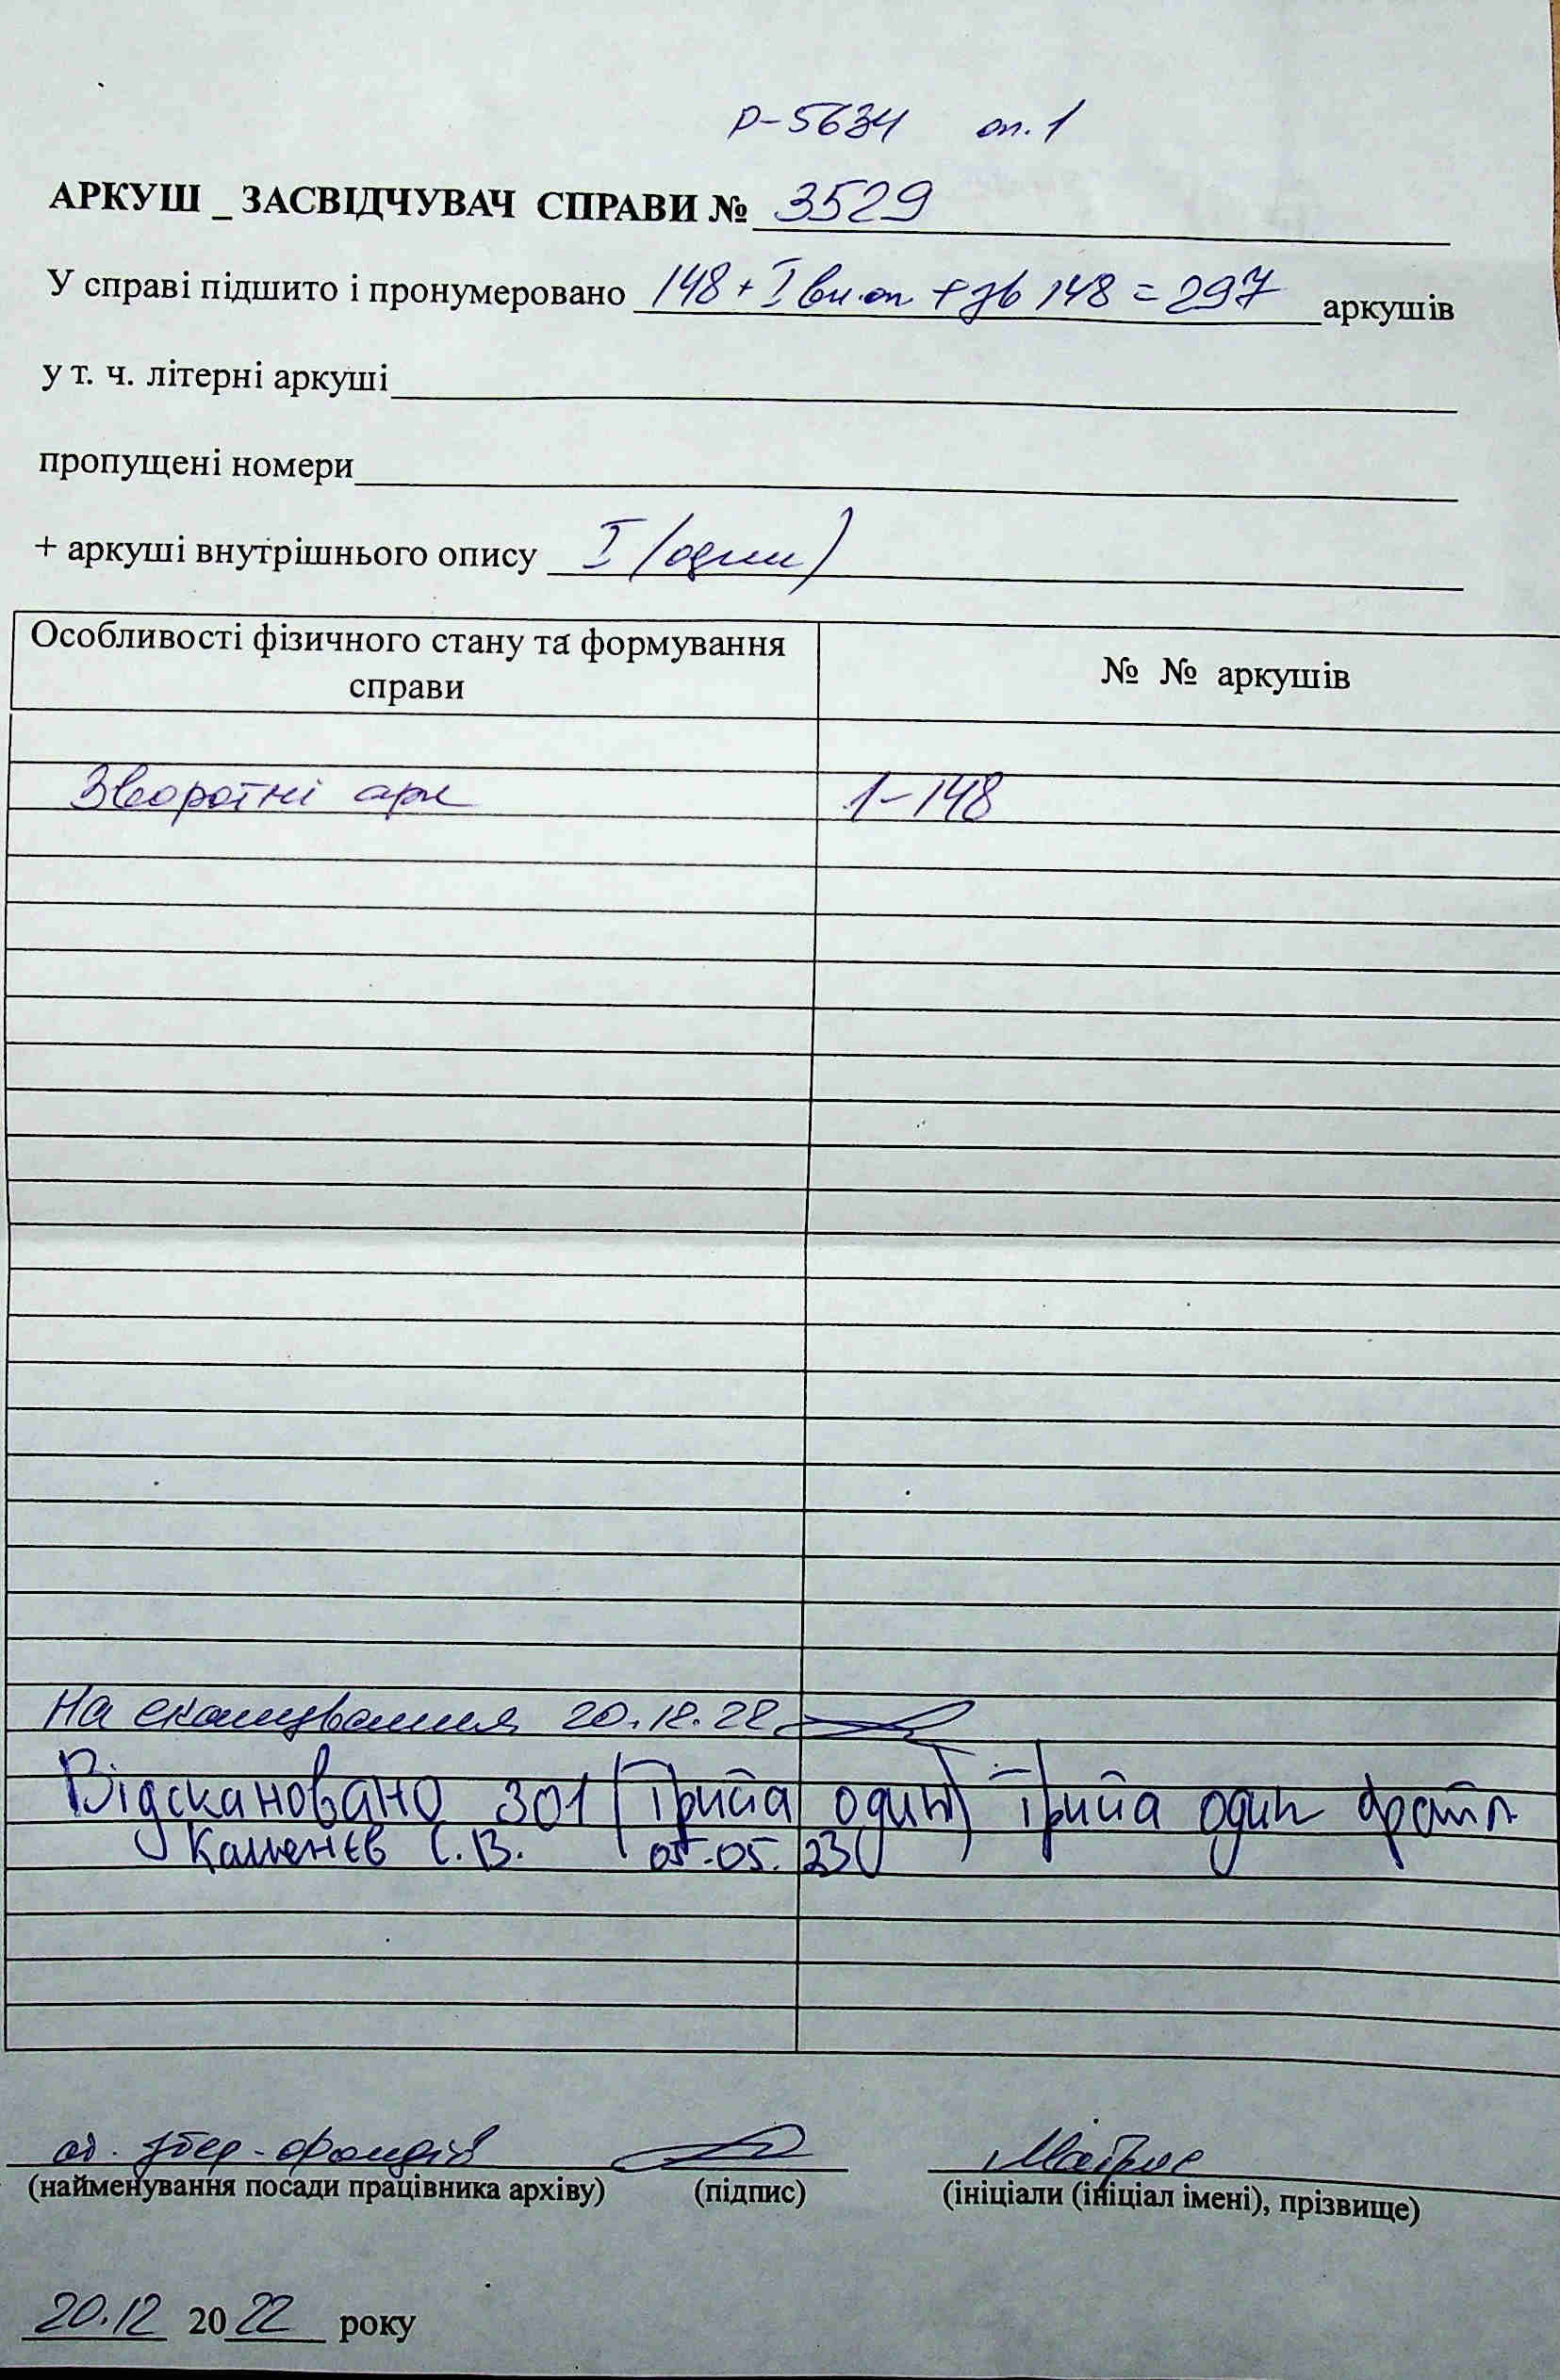 Р-5634 оп.1
АРКУШ _ ЗАСВІДЧУВАЧ СПРАВИ № 3529
У справі підшито і пронумеровано 148 + I вн.оп + зв 148 = 297 аркушів
у т. ч. літерні аркуші
пропущені номери
+ аркуші внутрішнього опису I (один)
Особливості фізичного стану та формування
справи
№ № аркушів
Зворотні арк 1-148
На сканування 20.12.22
Відскановано 301 (Триста один) Триста один
Каменєв С.В. 05.05.23
збер-фондів
(найменування посади працівника архіву) (підпис) (ініціали (ініціал імені), прізвище)
20.12 2022 року